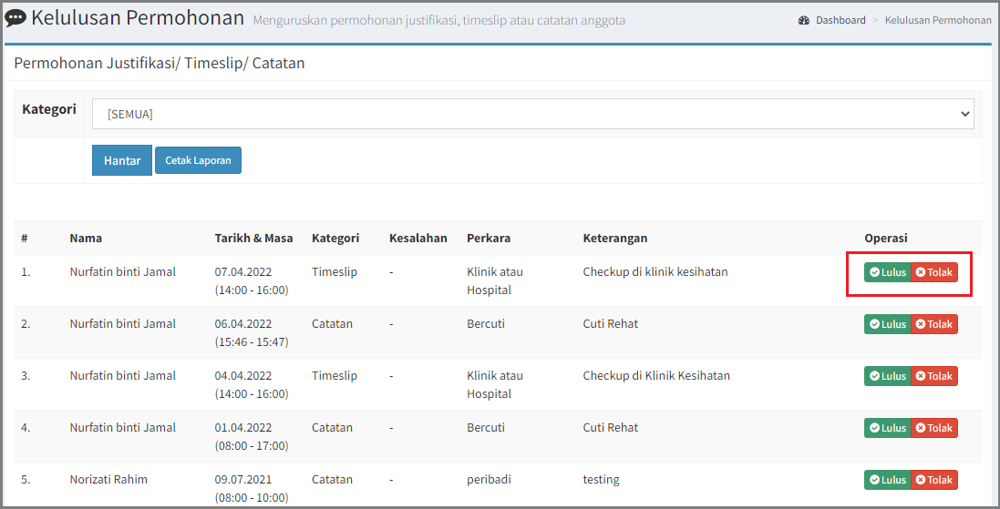 Kelulusan Permohonan Menguruskan permohonan justifikasi, timeslip atau catatan anggota Dashboard > Kelulusan Permohonan
Permohonan Justifikasi/ Timeslip/ Catatan
Kategori [SEMUA]
Hantar Cetak Laporan
# Nama Tarikh & Masa Kategori Kesalahan Perkara Keterangan Operasi
1. Nurfatin binti Jamal 07.04.2022 Timeslip - Klinik atau Checkup di klinik kesihatan Lulus Tolak
(14:00 - 16:00) Hospital
2. Nurfatin binti Jamal 06.04.2022 Catatan - Bercuti Cuti Rehat Lulus Tolak
(15:46 - 15:47)
3. Nurfatin binti Jamal 04.04.2022 Timeslip - Klinik atau Checkup di Klinik Kesihatan Lulus Tolak
(14:00 - 16:00) Hospital
4. Nurfatin binti Jamal 01.04.2022 Catatan - Bercuti Cuti Rehat Lulus Tolak
(08:00 - 17:00)
5. Norizati Rahim 09.07.2021 Catatan - peribadi testing Lulus Tolak
(08:00 - 10:00)